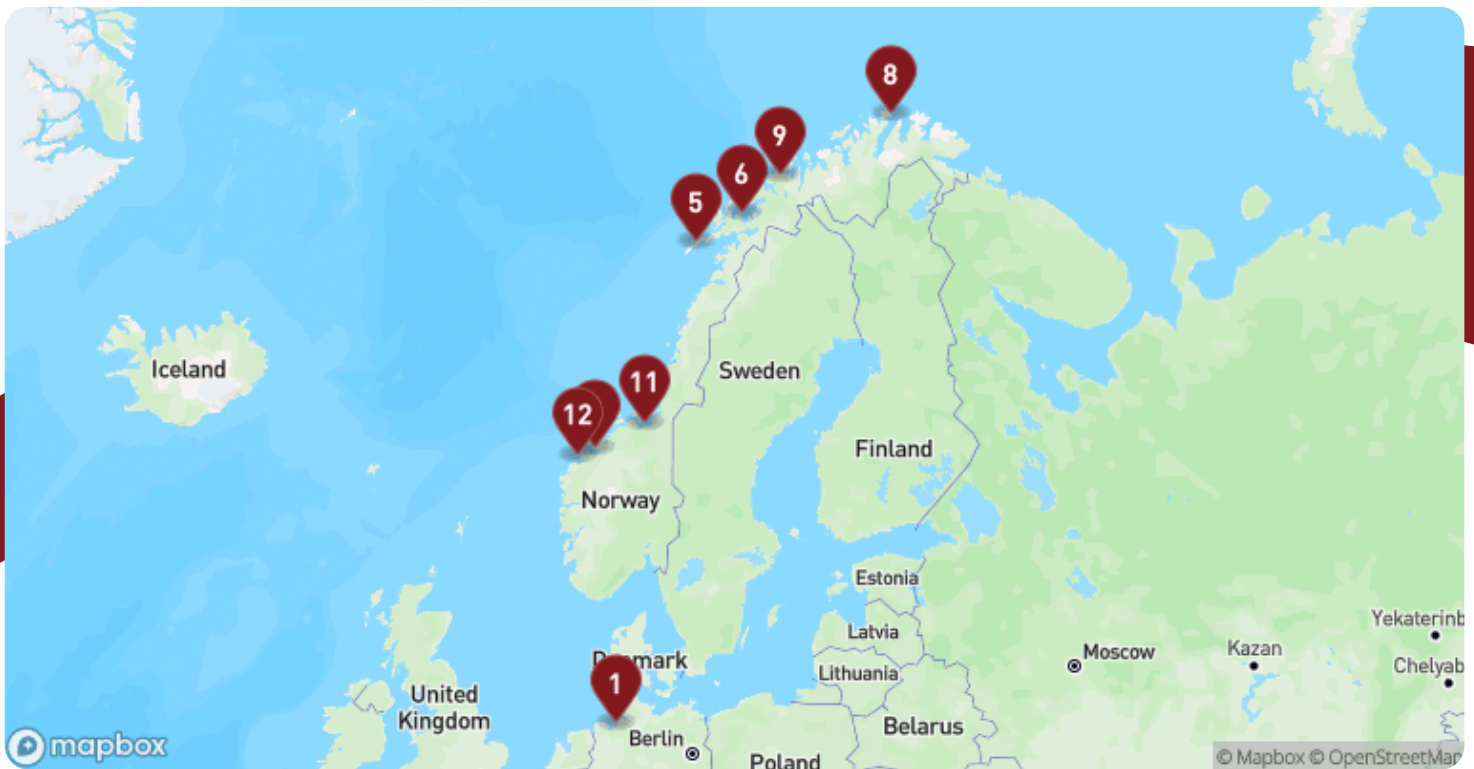 8
9
6
5
Iceland
Sweden
11
12
Finland
Norway
Estonia
Yekaterinb
Latvia
Moscow
Kazan
Denmark
Chelyab
Lithuania
1
United
Kingdom
Belarus
Berlin
mapbox
Poland
© Mapbox © OpenStreetMap